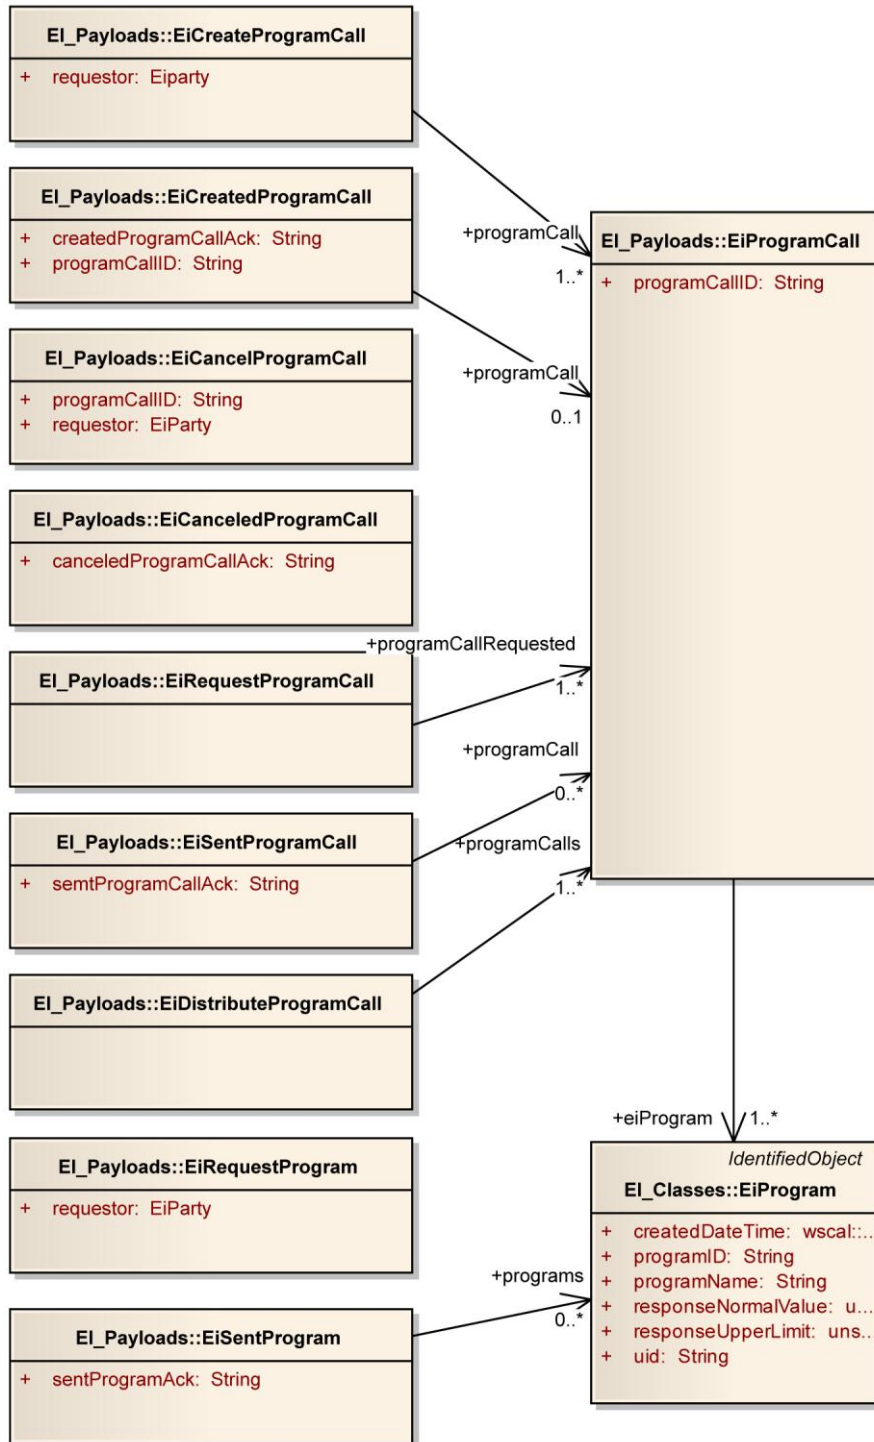 EI_Payloads::EiCreateProgramCall
+ requestor: Eiparty
EI_Payloads::EiCreatedProgramCall
+ createdProgramCallAck: String
+ programCallID: String
EI_Payloads::EiCancelProgramCall
+ programCallID: String
+ requestor: EiParty
EI_Payloads::EiCanceledProgramCall
+ canceledProgramCallAck: String
EI_Payloads::EiRequestProgramCall
EI_Payloads::EiSentProgramCall
+ semtProgramCallAck: String
EI_Payloads::EiDistributeProgramCall
EI_Payloads::EiRequestProgram
+ requestor: EiParty
EI_Payloads::EiSentProgram
+ sentProgramAck: String
+programCall
1..*
+programCall
0..1
+programCallRequested
1..*
+programCall
0..*
+programCalls
1..*
EI_Payloads::EiProgramCall
+ programCallID: String
+eiProgram 1..*
+programs
0..*
IdentifiedObject
EI_Classes::EiProgram
+ createdDateTime: wscal::...
+ programID: String
+ programName: String
+ responseNormalValue: u...
+ responseUpperLimit: uns...
+ uid: String